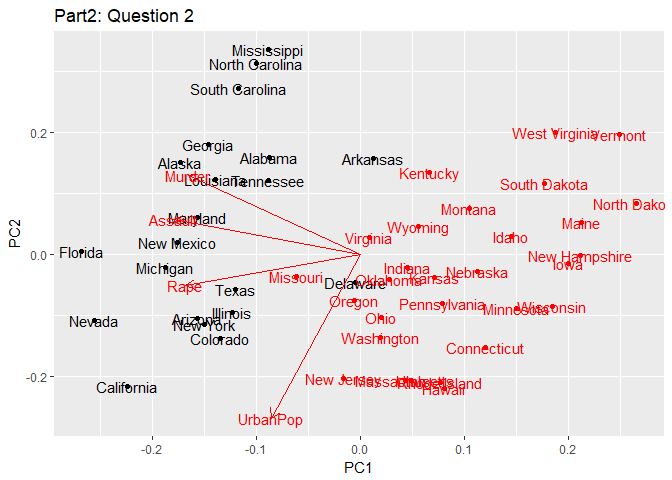 Part2: Question 2
Mississippi
North Carolina
South Carolina
West Virginia
Vermont
Georgia
Alaska
Alabama
Arkansas
Murder
Louisiana
Tennessee
Kentucky
South Dakota
North Dako
Montana
Assault
Maryland
Wyoming
Maine
Virginia
Idaho
New Mexico
Florida
New Hampshire
Iowa
Michigan
Missouri
Indiana
Nebraska
Kansas
Oklahoma
Delaware
Rape
Texas
Oregon
Pennsylvania
Minnesota
Wisconsin
Illinois
Nevada
Arizona
New York
Ohio
Colorado
Washington
Connecticut
California
New Jersey
Massachusetts
Rhode Island
Hawaii
UrbanPop
0.2
0.0
-0.2
PC2
-0.2
-0.1
0.0
0.1
0.2
PC1